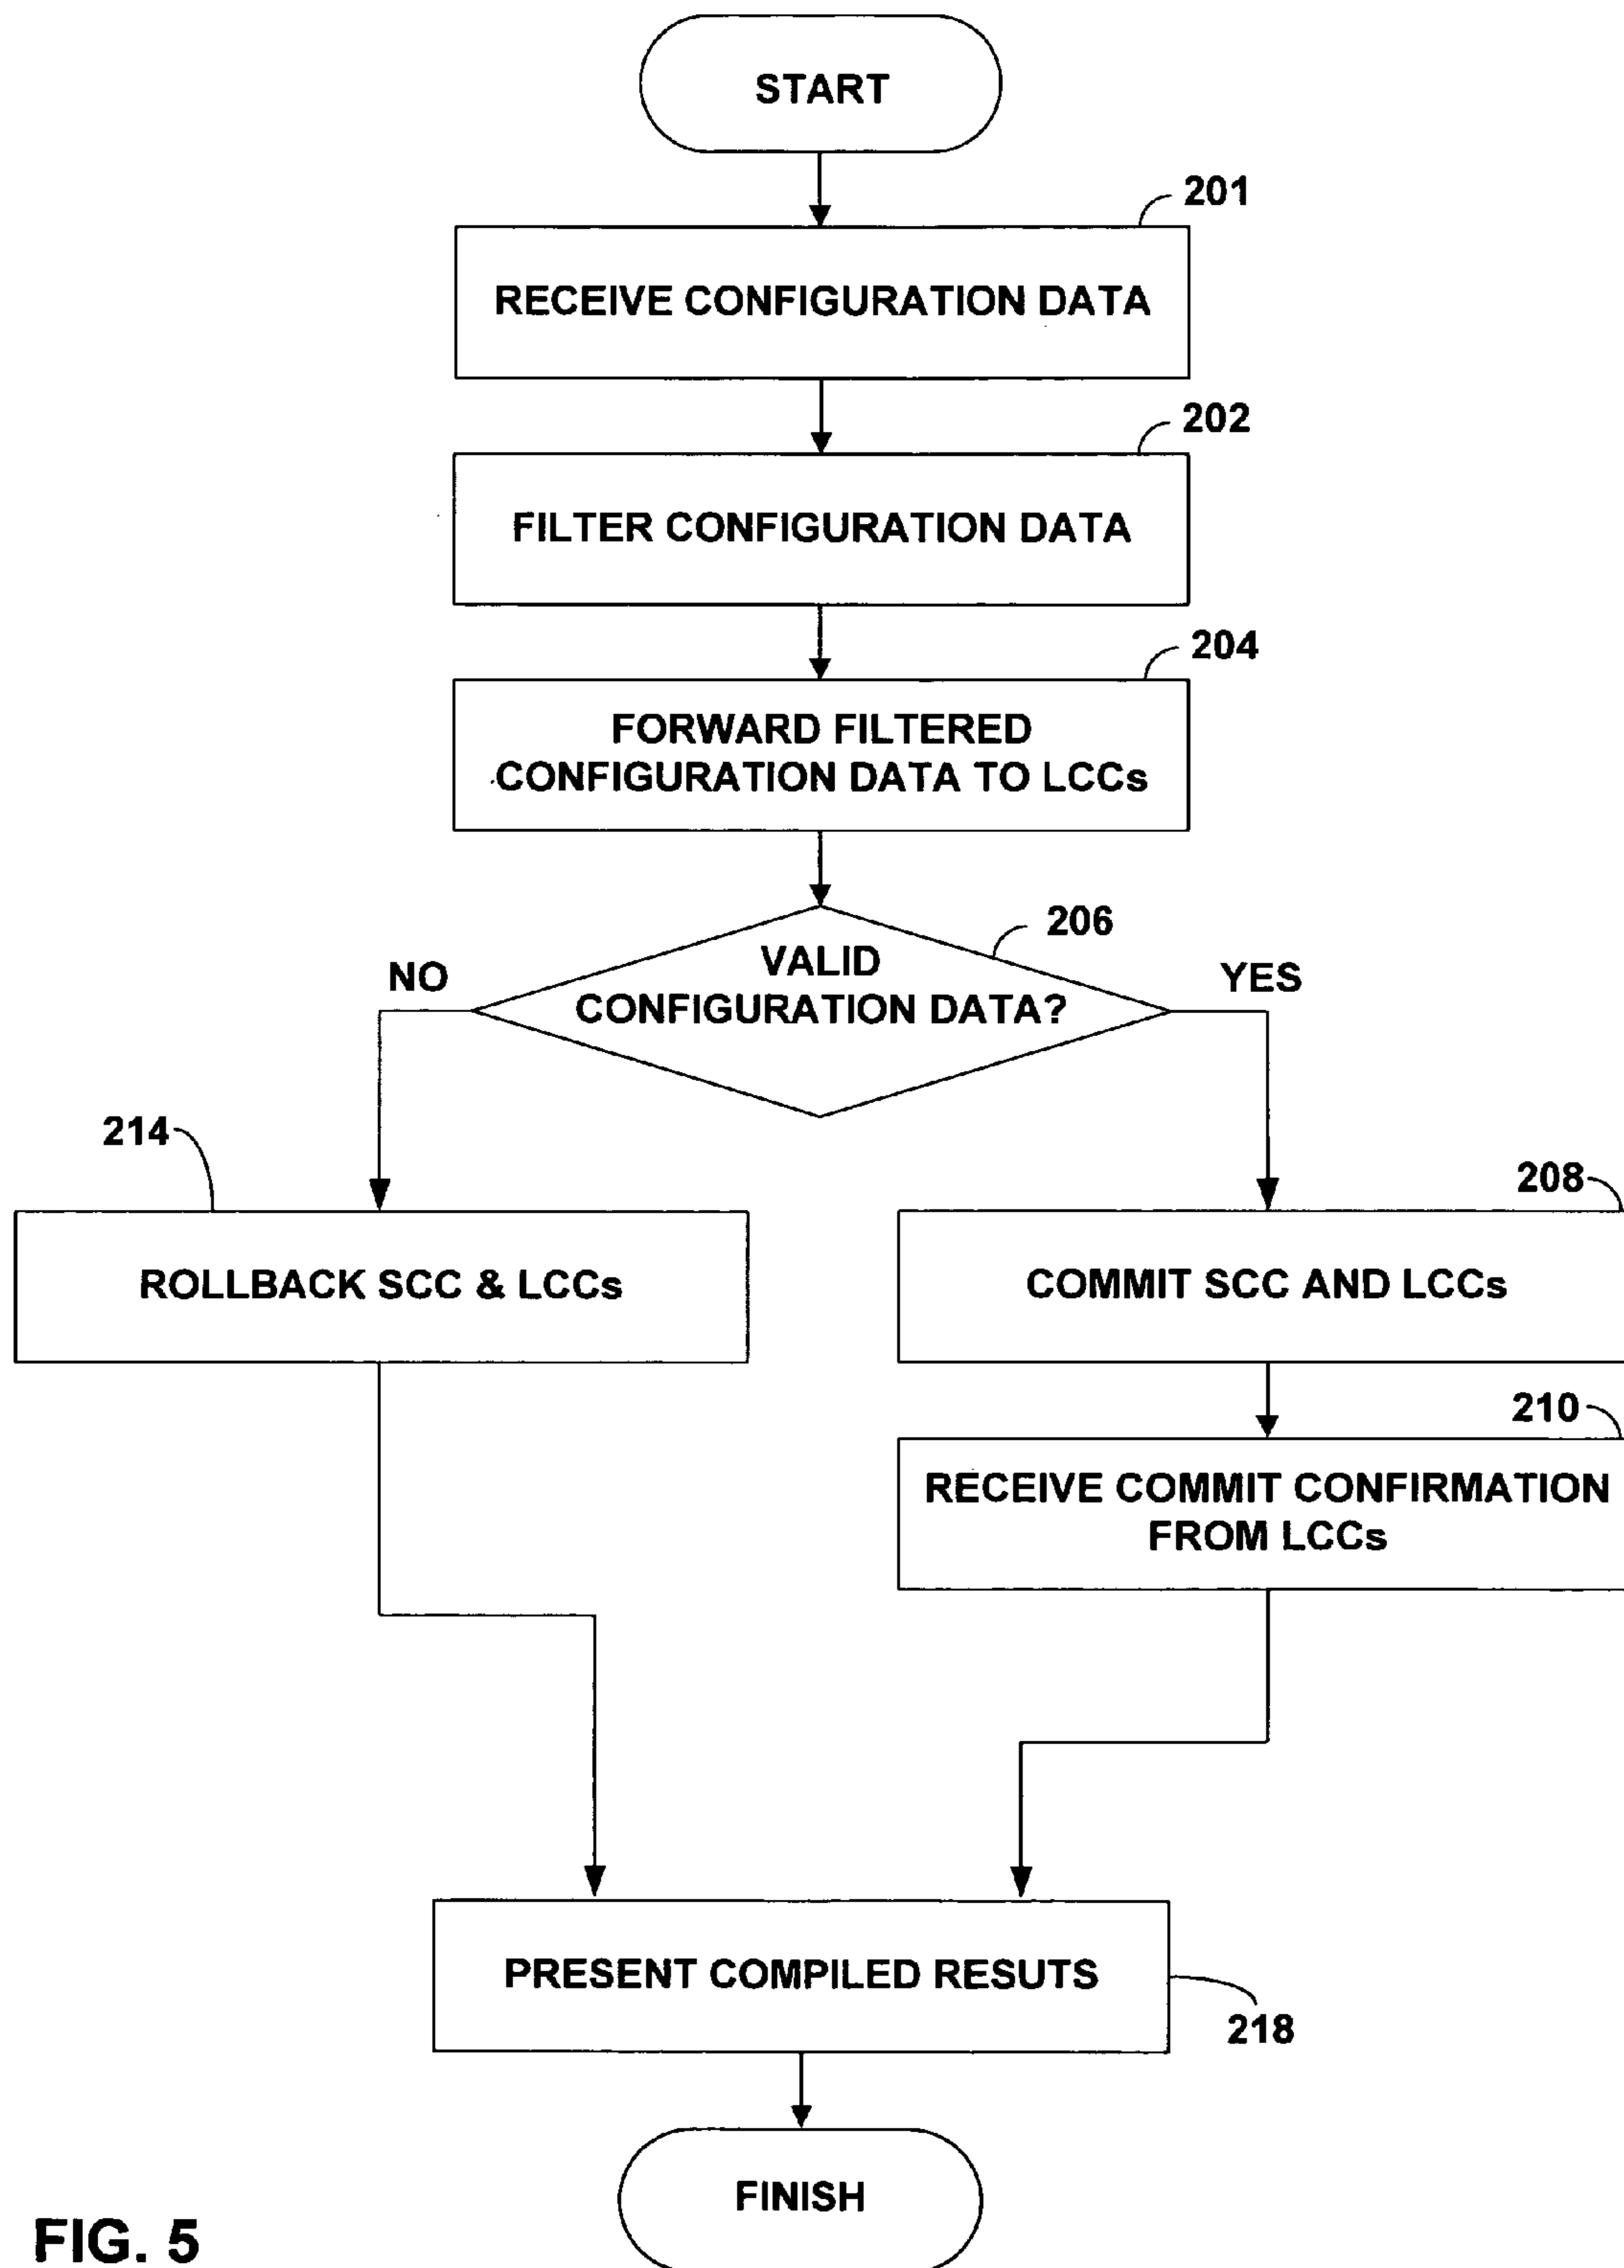 START
201
RECEIVE CONFIGURATION DATA
202
FILTER CONFIGURATION DATA
204
FORWARD FILTERED
CONFIGURATION DATA TO LCCs
206
VALID
CONFIGURATION DATA?
NO
YES
214
208
ROLLBACK SCC & LCCs
COMMIT SCC AND LCCs
210
RECEIVE COMMIT CONFIRMATION
FROM LCCs
PRESENT COMPILED RESUTS
218
FINISH
FIG. 5